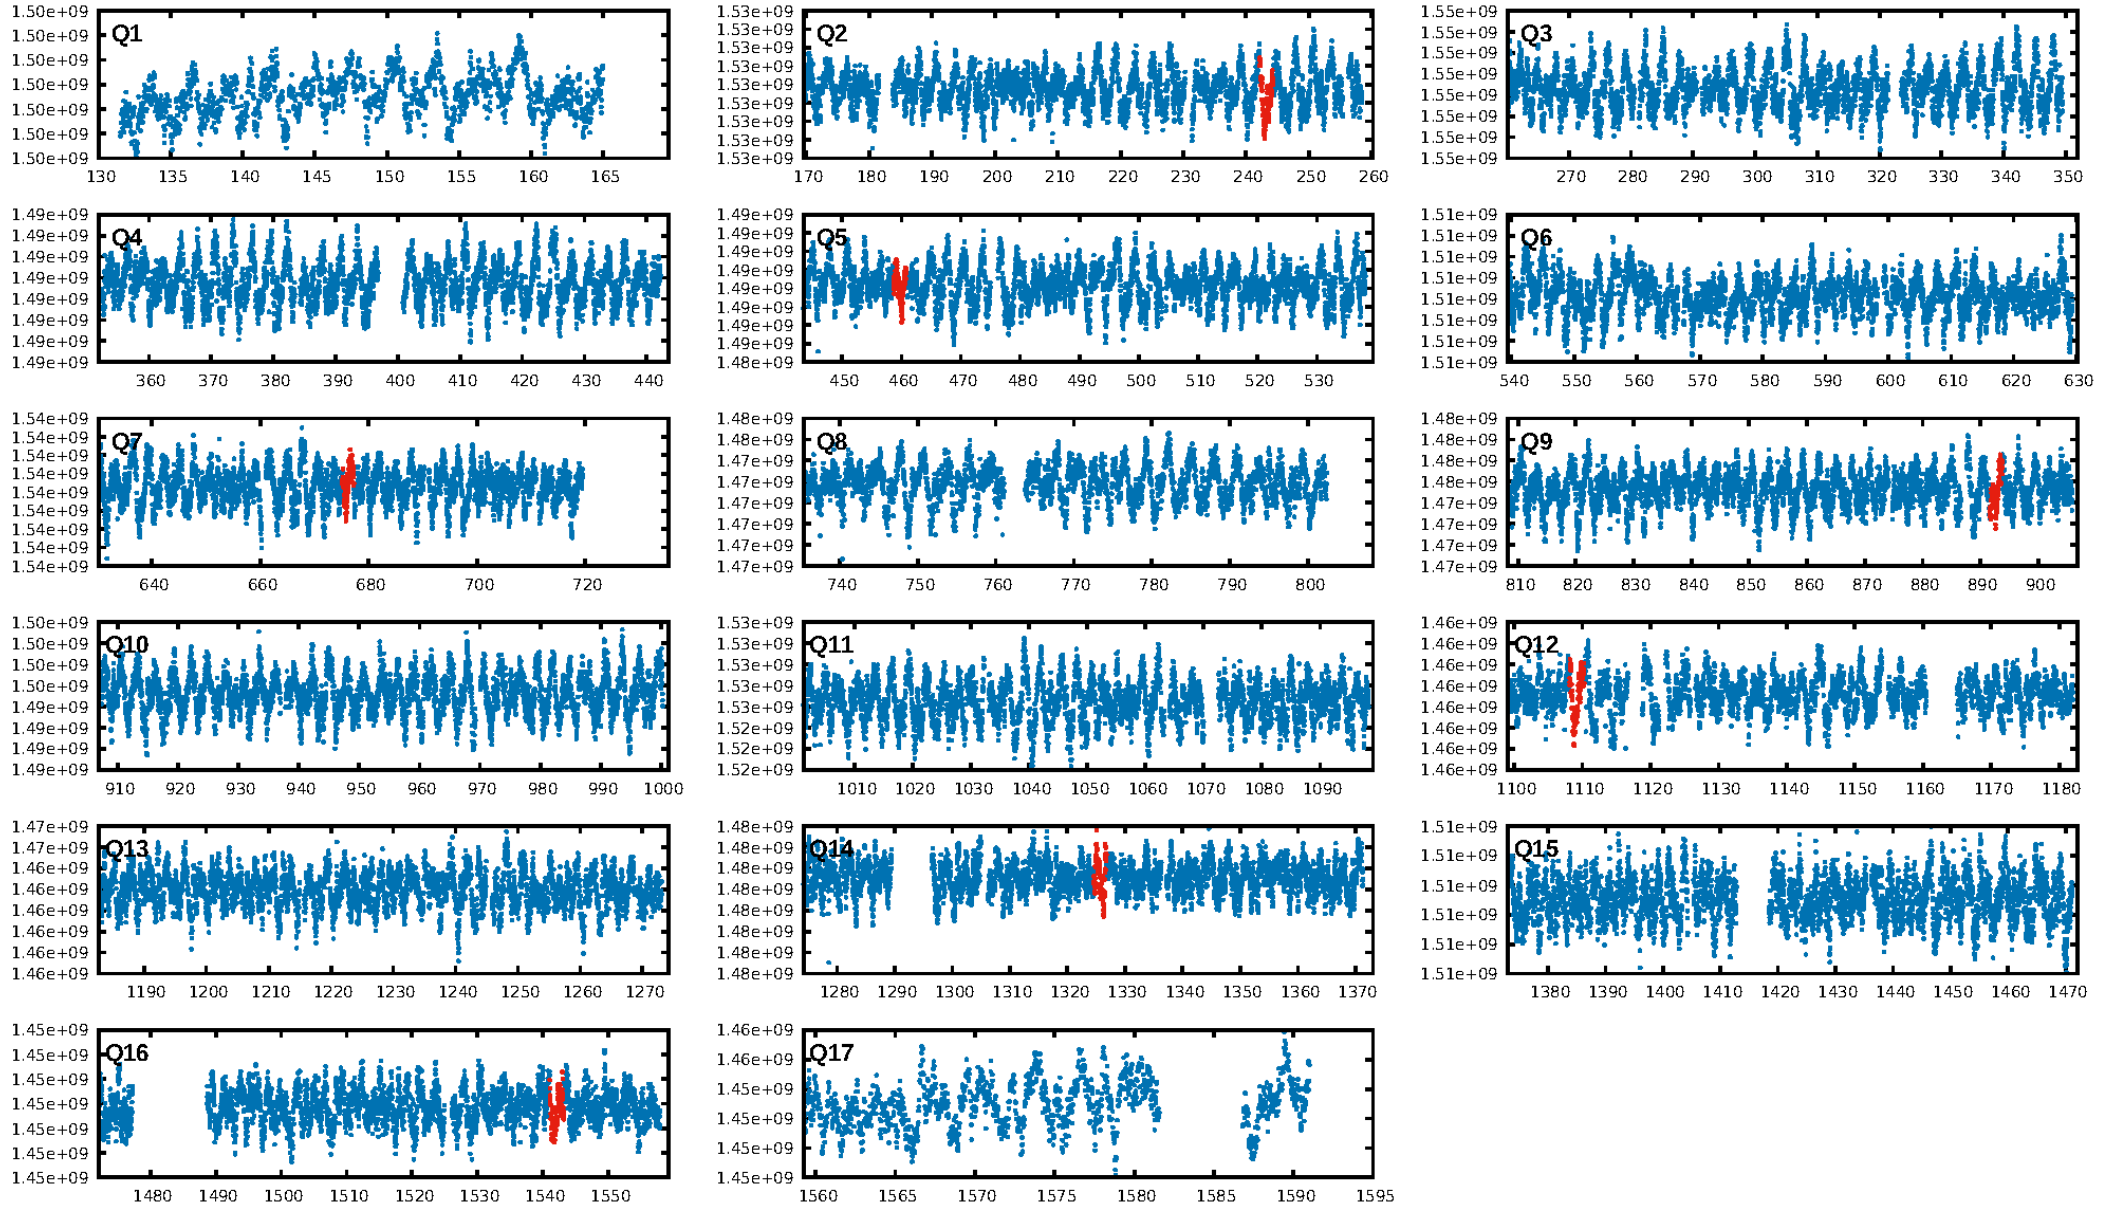 1.50e+09 1.50e+09 1.50e+09 1.50e+09 1.50e+09 1.50e+09 1.50e+09
Q1
130 135 140 145 150 155 160 165
1.53e+09 1.53e+09 1.53e+09 1.53e+09 1.53e+09 1.53e+09 1.53e+09 1.53e+09 1.53e+09
Q2
170 180 190 200 210 220 230 240 250 260
1.55e+09 1.55e+09 1.55e+09 1.55e+09 1.55e+09 1.55e+09 1.55e+09 1.55e+09
Q3
270 280 290 300 310 320 330 340 350
1.49e+09 1.49e+09 1.49e+09 1.49e+09 1.49e+09 1.49e+09 1.49e+09 1.49e+09
Q4
360 370 380 390 400 410 420 430 440
1.49e+09 1.49e+09 1.49e+09 1.49e+09 1.49e+09 1.49e+09 1.49e+09 1.49e+09 1.48e+09
Q5
450 460 470 480 490 500 510 520 530
1.51e+09 1.51e+09 1.51e+09 1.51e+09 1.51e+09 1.51e+09 1.51e+09 1.51e+09
Q6
540 550 560 570 580 590 600 610 620 630
1.54e+09 1.54e+09 1.54e+09 1.54e+09 1.54e+09 1.54e+09 1.54e+09 1.54e+09 1.54e+09
Q7
640 660 680 700 720
1.48e+09 1.48e+09 1.47e+09 1.47e+09 1.47e+09 1.47e+09 1.47e+09 1.47e+09
Q8
740 750 760 770 780 790 800
1.48e+09 1.48e+09 1.48e+09 1.48e+09 1.48e+09 1.47e+09 1.47e+09 1.47e+09
Q9
810 820 830 840 850 860 870 880 890 900
1.50e+09 1.50e+09 1.50e+09 1.50e+09 1.49e+09 1.49e+09 1.49e+09 1.49e+09
Q10
910 920 930 940 950 960 970 980 990 1000
1.53e+09 1.53e+09 1.53e+09 1.53e+09 1.53e+09 1.52e+09 1.52e+09 1.52e+09
Q11
1010 1020 1030 1040 1050 1060 1070 1080 1090
1.46e+09 1.46e+09 1.46e+09 1.46e+09 1.46e+09 1.46e+09 1.46e+09 1.46e+09
Q12
1100 1110 1120 1130 1140 1150 1160 1170 1180
1.47e+09 1.47e+09 1.46e+09 1.46e+09 1.46e+09 1.46e+09 1.46e+09 1.46e+09
Q13
1190 1200 1210 1220 1230 1240 1250 1260 1270
1.48e+09 1.48e+09 1.48e+09 1.48e+09 1.48e+09 1.48e+09 1.48e+09 1.48e+09
Q14
1280 1290 1300 1310 1320 1330 1340 1350 1360 1370
1.51e+09 1.51e+09 1.51e+09 1.51e+09 1.51e+09 1.51e+09
Q15
1380 1390 1400 1410 1420 1430 1440 1450 1460 1470
1.45e+09 1.45e+09 1.45e+09 1.45e+09 1.45e+09 1.45e+09 1.45e+09
Q16
1480 1490 1500 1510 1520 1530 1540 1550
1.46e+09 1.46e+09 1.45e+09 1.45e+09 1.45e+09 1.45e+09
Q17
1560 1565 1570 1575 1580 1585 1590 1595